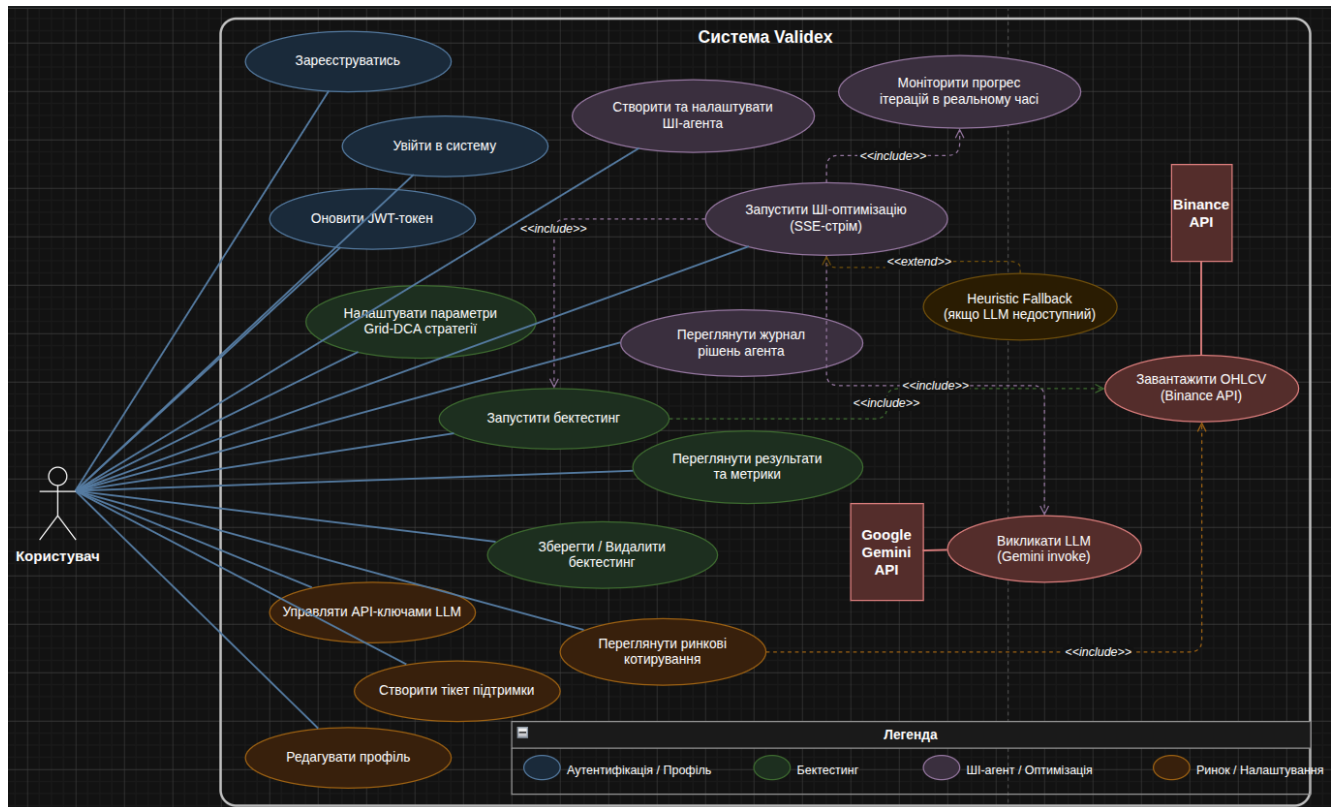 Система Validex
Зареєструватись
Моніторити прогрес
ітерацій в реальному часі
Створити та налаштувати
ШІ-агента
Увійти в систему
<<include>>
Binance
API
Оновити JWT-токен
Запустити ШІ-оптимізацію
(SSE-стрім)
<<include>>
<<extend>>
Heuristic Fallback
(якщо LLM недоступний)
Налаштувати параметри
Grid-DCA стратегії
Переглянути журнал
рішень агента
Завантажити OHLCV
(Binance API)
<<include>>
<<include>>
Запустити бектестинг
Переглянути результати
та метрики
Користувач
Google
Gemini
API
Викликати LLM
(Gemini invoke)
Зберегти / Видалити
бектестинг
Управляти API-ключами LLM
Переглянути ринкові
котирування
<<include>>
Створити тікет підтримки
Редагувати профіль
Легенда
Аутентифікація / Профіль
Бектестинг
ШІ-агент / Оптимізація
Ринок / Налаштування